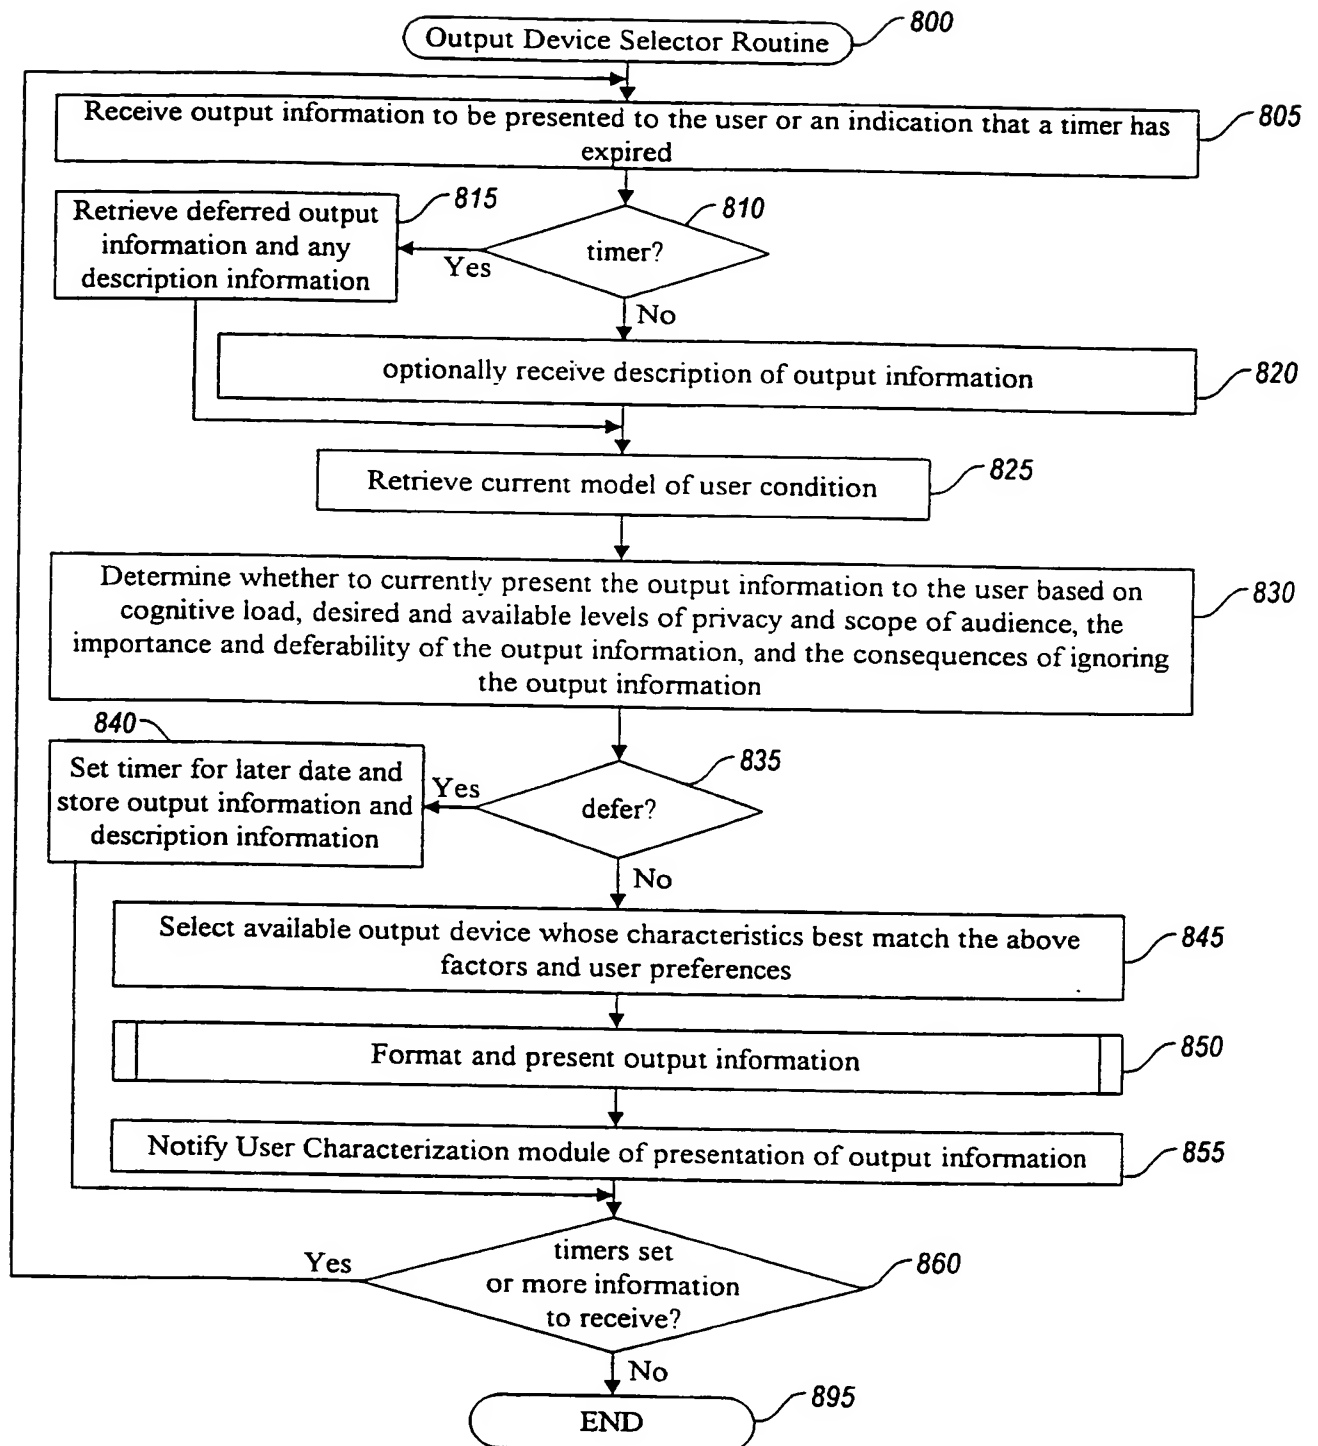 Output Device Selector Routine
800
Receive output information to be presented to the user or an indication that a timer has
expired
805
Retrieve deferred output
information and any
description information
815
timer?
810
Yes
No
optionally receive description of output information
820
Retrieve current model of user condition
825
Determine whether to currently present the output information to the user based on
cognitive load, desired and available levels of privacy and scope of audience, the
importance and deferability of the output information, and the consequences of ignoring
the output information
830
840
Set timer for later date and
store output information and
description information
Yes
defer?
835
No
Select available output device whose characteristics best match the above
factors and user preferences
845
Format and present output information
850
Notify User Characterization module of presentation of output information
855
Yes
timers set
or more information
to receive?
860
No
END
895